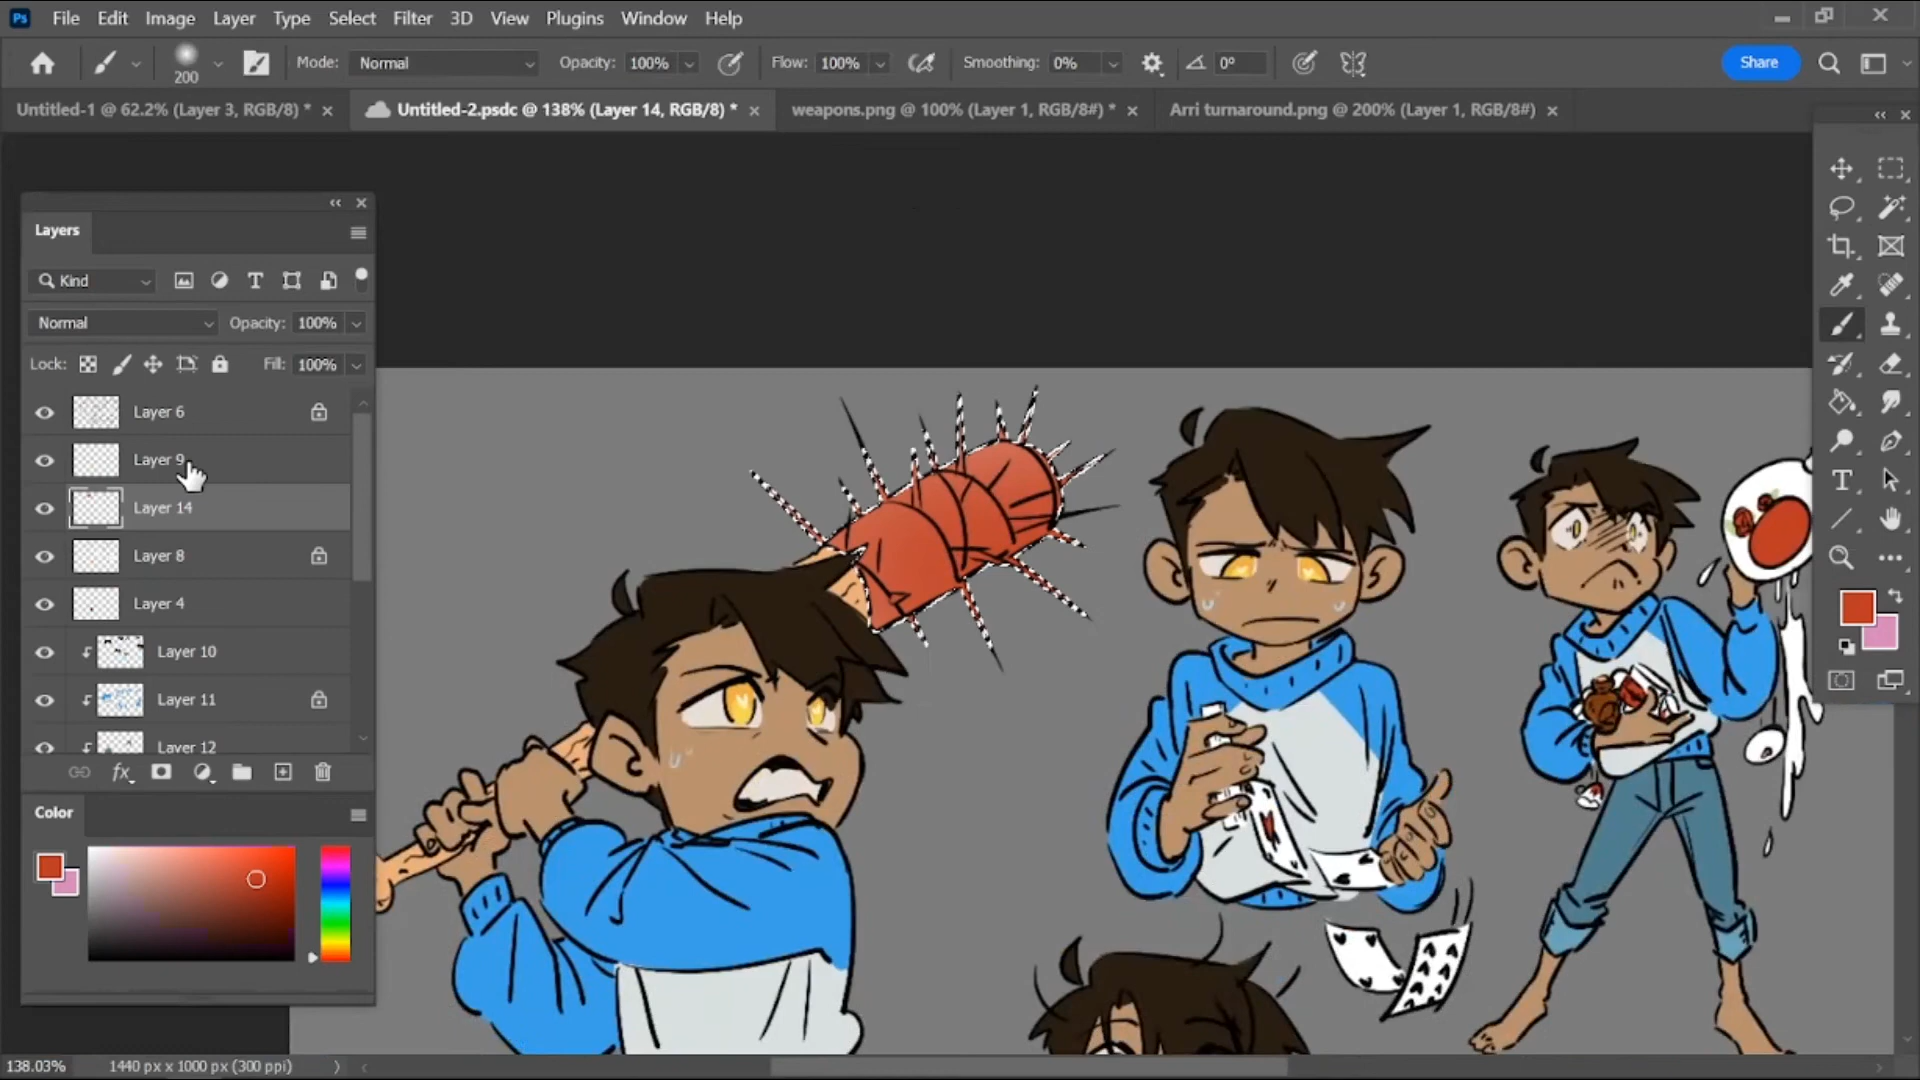 Ps File Edit Image Layer Type Select Filter 3D View Plugins Window Help
200 Mode: Normal Opacity: 100% Flow: 100% Smoothing: 0% 0° Share
Untitled-1 @ 62.2% (Layer 3, RGB/8) * Untitled-2.psdc @ 138% (Layer 14, RGB/8) * weapons.png @ 100% (Layer 1, RGB/8#) * Arri turnaround.png @ 200% (Layer 1, RGB/8#)
Layers
Kind
Normal Opacity: 100%
Lock: Fill: 100%
Layer 6
Layer 9
Layer 14
Layer 8
Layer 4
Layer 10
Layer 11
Layer 12
fx
Color
138.03% 1440 px x 1000 px (300 ppi)